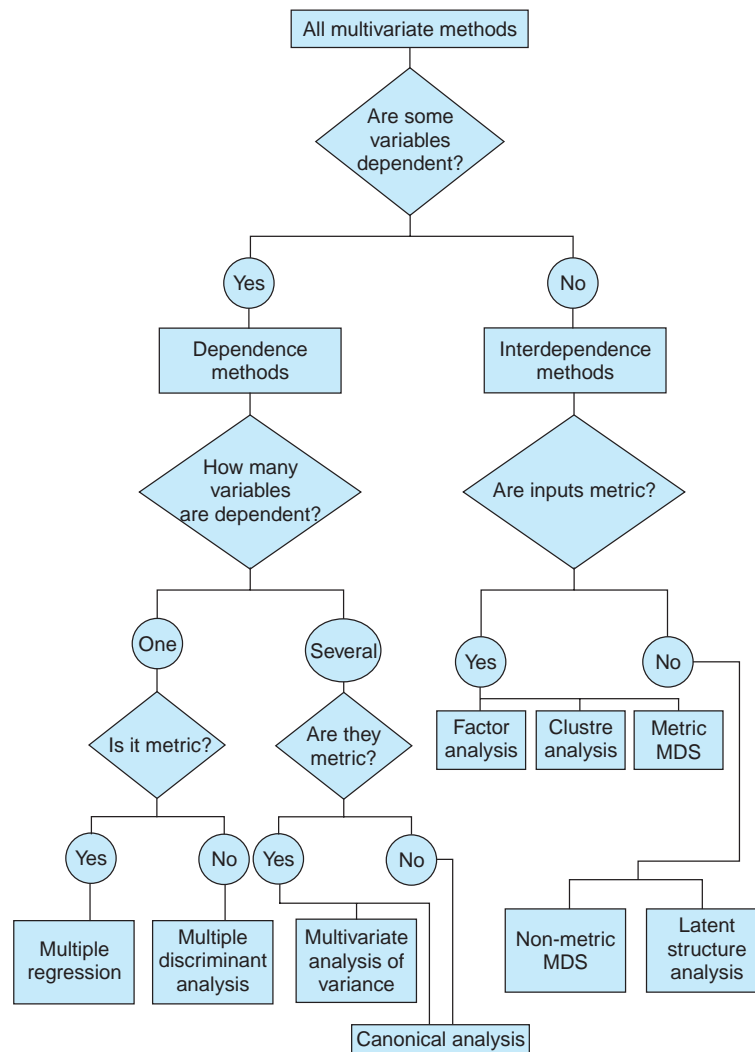 All multivariate methods
Are some
variables
dependent?
Yes
No
Dependence
methods
Interdependence
methods
How many
variables
are dependent?
Are inputs metric?
One
Several
Yes
No
Is it metric?
Are they
metric?
Factor
analysis
Clustre
analysis
Metric
MDS
Yes
No
Yes
No
Multiple
regression
Multiple
discriminant
analysis
Multivariate
analysis of
variance
Non-metric
MDS
Latent
structure
analysis
Canonical analysis